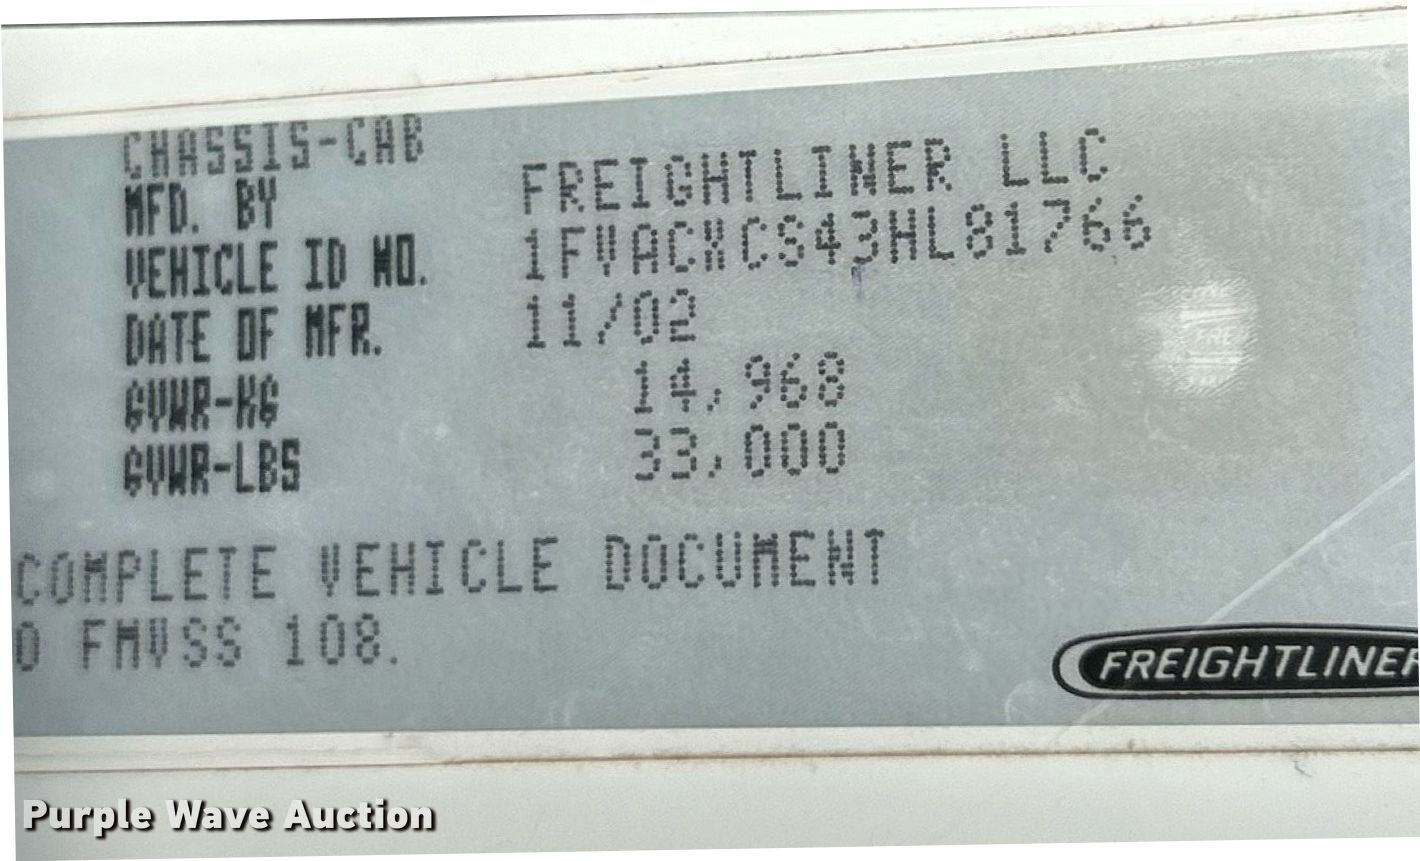 CHASSIS-CAB
MFD. BY FREIGHTLINER LLC
VEHICLE ID NO. 1FVACXCS43HL81766
DATE OF MFR. 11/02
GVWR-KG 14,968
GVWR-LBS 33,000
COMPLETE VEHICLE DOCUMENT
O FMVSS 108.
FREIGHTLINER
Purple Wave Auction